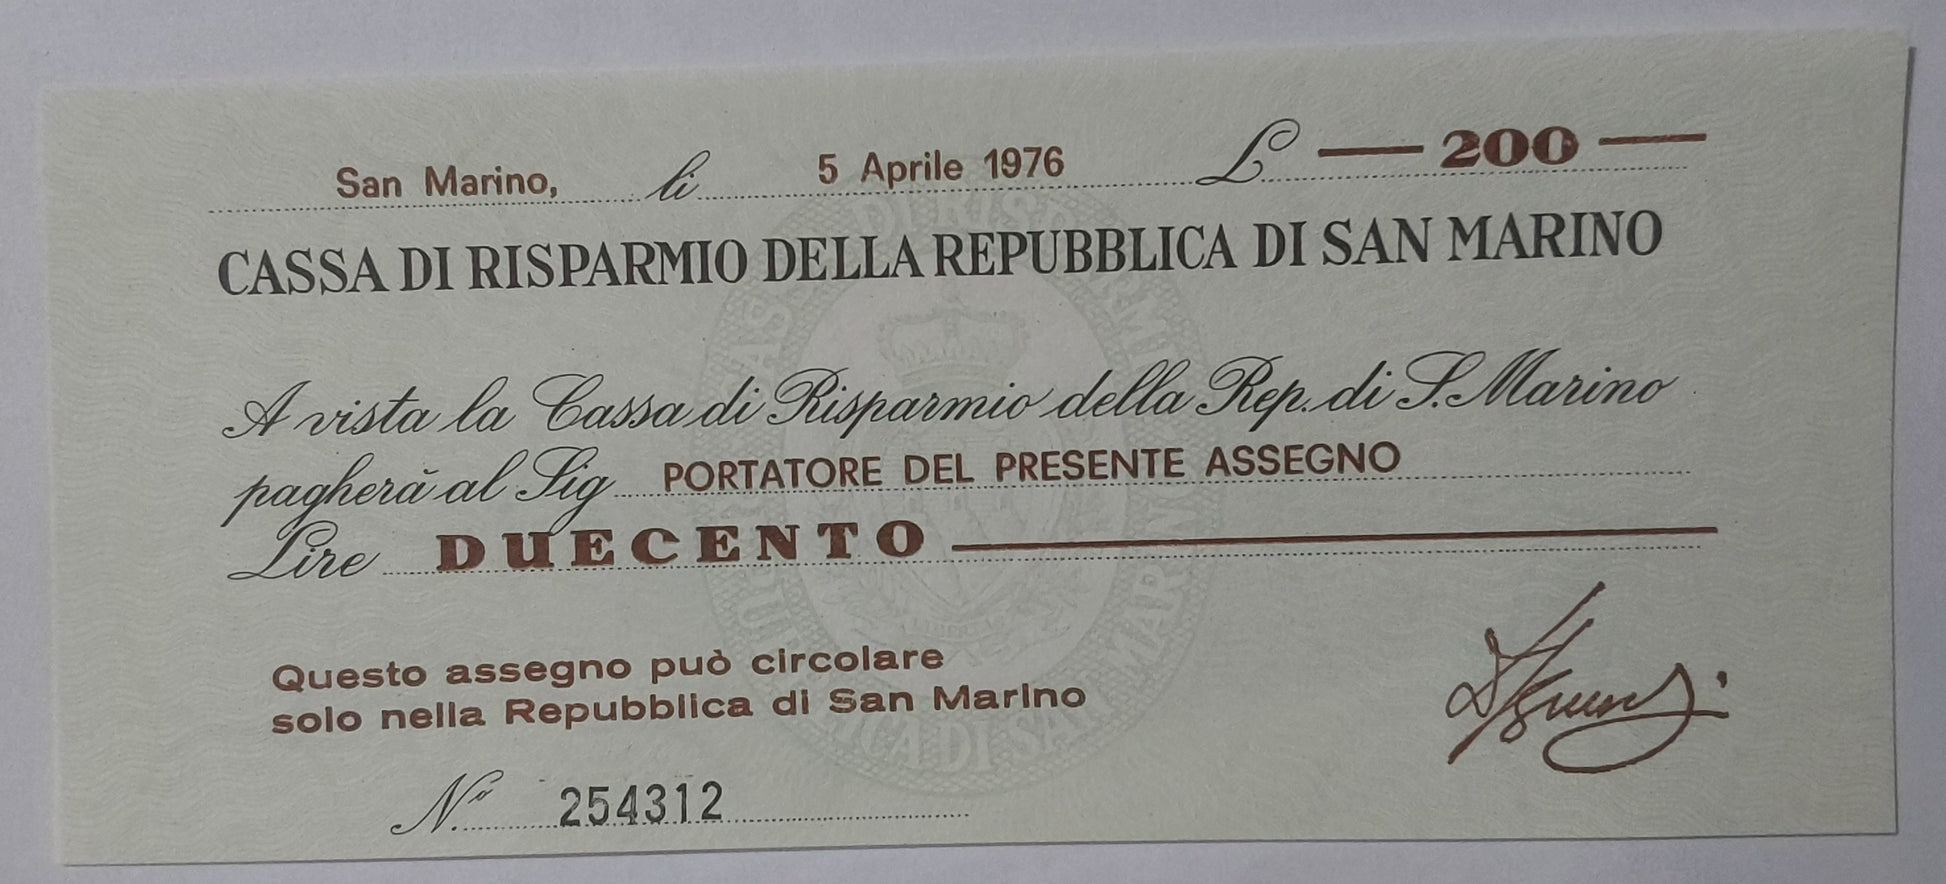 San Marino, li 5 Aprile 1976 £ — 200 —
CASSA DI RISPARMIO DELLA REPUBBLICA DI SAN MARINO
A vista la Cassa di Risparmio della Rep. di S. Marino
pagherà al Sig PORTATORE DEL PRESENTE ASSEGNO
Lire DUECENTO
Questo assegno può circolare
solo nella Repubblica di San Marino
N. 254312